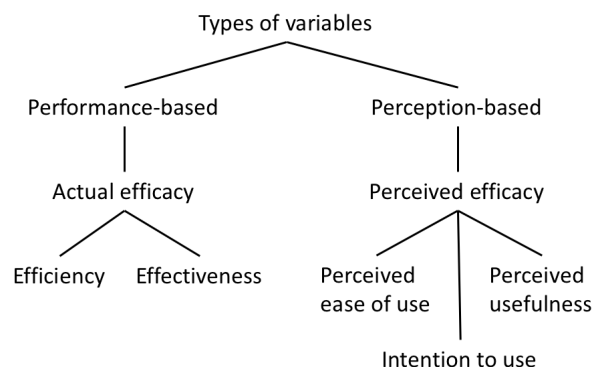 Types of variables
Performance-based
Perception-based
Actual efficacy
Perceived efficacy
Efficiency
Effectiveness
Perceived
ease of use
Perceived
usefulness
Intention to use